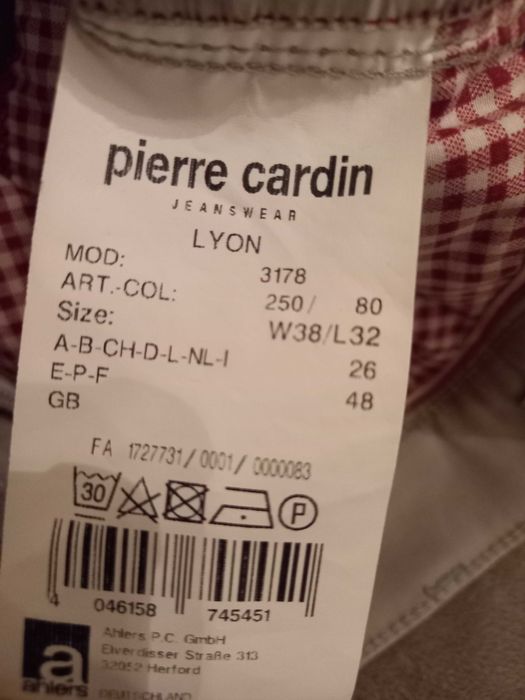 pierre cardin
JEANSWEAR
LYON
MOD: 3178
ART.-COL: 250/ 80
Size: W38/L32
A-B-CH-D-L-NL-I 26
E-P-F 48
GB
FA 1727731/0001/0000083
30 P
4 046158 745451
a Ahlers P.C. GmbH
Elverdisser Straße 313
32052 Herford
ahlers DEUTSCHLAND